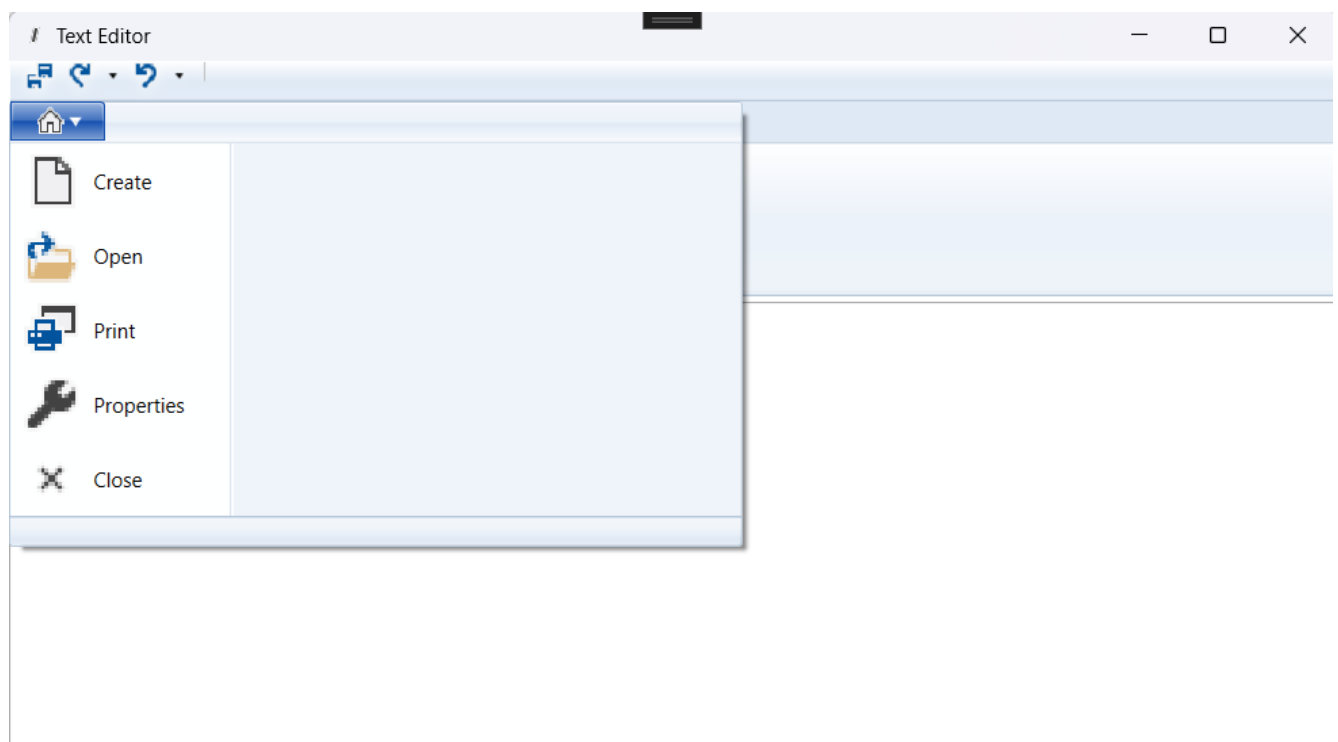 Text Editor
Create
Open
Print
Properties
Close